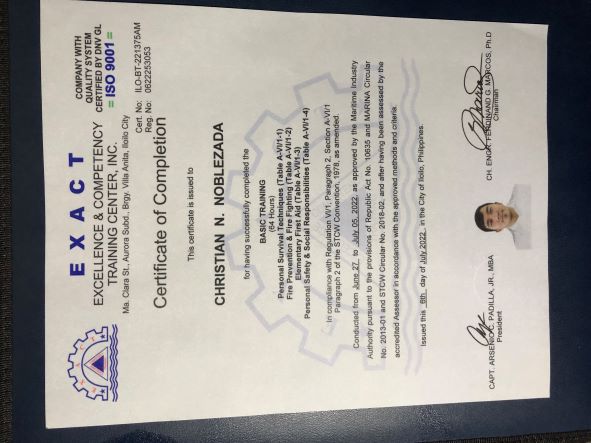 EXACT
E X A C T
EXCELLENCE & COMPETENCY
TRAINING CENTER, INC.
Ma. Clara St., Aurora Subd., Brgy. Villa Anita, Iloilo City
COMPANY WITH
QUALITY SYSTEM
CERTIFIED BY DNV GL
= ISO 9001 =
Cert. No: ILO-BT-221375AM
Reg. No: 0622253053
Certificate of Completion
This certificate is issued to
CHRISTIAN N. NOBLEZADA
for having successfully completed the
BASIC TRAINING
(64 Hours)
Personal Survival Techniques (Table A-VI/1-1)
Fire Prevention & Fire Fighting (Table A-VI/1-2)
Elementary First Aid (Table A-VI/1-3)
Personal Safety & Social Responsibilities (Table A-VI/1-4)
In compliance with Regulation VI/1, Paragraph 2, Section A-VI/1
Paragraph 2 of the STCW Convention, 1978, as amended.
Conducted from June 27 to July 05, 2022, as approved by the Maritime Industry
Authority pursuant to the provisions of Republic Act No. 10635 and MARINA Circular
No. 2013-01 and STCW Circular No. 2018-02, and after having been assessed by the
accredited Assessor in accordance with the approved methods and criteria.
Issued this 6th day of July 2022, in the City of Iloilo, Philippines.
CAPT. ARSENIO C. PADILLA, JR., MBA
President
CH. ENGR. FERDINAND G. MARCOS, Ph.D
Chairman